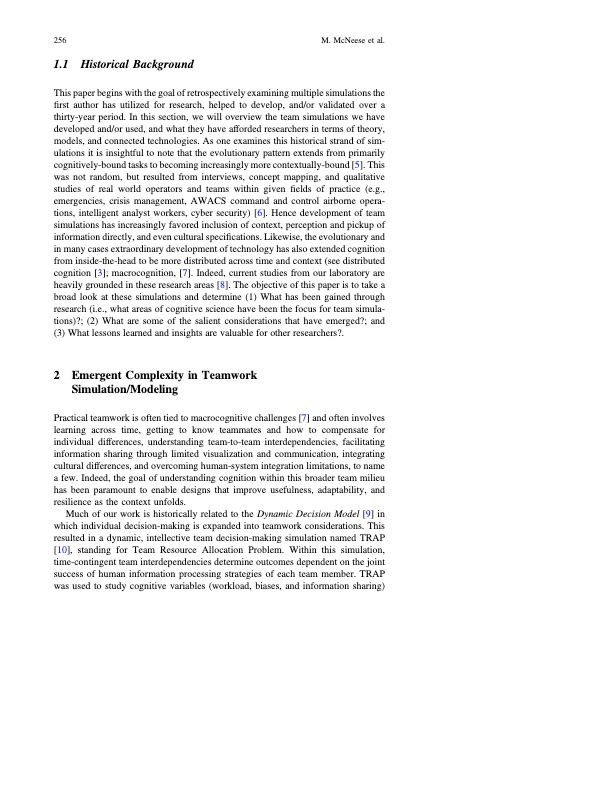 256
M. McNeese et al.
1.1 Historical Background
This paper begins with the goal of retrospectively examining multiple simulations the
first author has utilized for research, helped to develop, and/or validated over a
thirty-year period. In this section, we will overview the team simulations we have
developed and/or used, and what they have afforded researchers in terms of theory,
models, and connected technologies. As one examines this historical strand of sim-
ulations it is insightful to note that the evolutionary pattern extends from primarily
cognitively-bound tasks to becoming increasingly more contextually-bound [5]. This
was not random, but resulted from interviews, concept mapping, and qualitative
studies of real world operators and teams within given fields of practice (e.g.,
emergencies, crisis management, AWACS command and control airborne opera-
tions, intelligent analyst workers, cyber security) [6]. Hence development of team
simulations has increasingly favored inclusion of context, perception and pickup of
information directly, and even cultural specifications. Likewise, the evolutionary and
in many cases extraordinary development of technology has also extended cognition
from inside-the-head to be more distributed across time and context (see distributed
cognition [3]; macrocognition, [7]. Indeed, current studies from our laboratory are
heavily grounded in these research areas [8]. The objective of this paper is to take a
broad look at these simulations and determine (1) What has been gained through
research (i.e., what areas of cognitive science have been the focus for team simula-
tions)?; (2) What are some of the salient considerations that have emerged?; and
(3) What lessons learned and insights are valuable for other researchers?.
2 Emergent Complexity in Teamwork
Simulation/Modeling
Practical teamwork is often tied to macrocognitive challenges [7] and often involves
learning across time, getting to know teammates and how to compensate for
individual differences, understanding team-to-team interdependencies, facilitating
information sharing through limited visualization and communication, integrating
cultural differences, and overcoming human-system integration limitations, to name
a few. Indeed, the goal of understanding cognition within this broader team milieu
has been paramount to enable designs that improve usefulness, adaptability, and
resilience as the context unfolds.
Much of our work is historically related to the Dynamic Decision Model [9] in
which individual decision-making is expanded into teamwork considerations. This
resulted in a dynamic, intellective team decision-making simulation named TRAP
[10], standing for Team Resource Allocation Problem. Within this simulation,
time-contingent team interdependencies determine outcomes dependent on the joint
success of human information processing strategies of each team member. TRAP
was used to study cognitive variables (workload, biases, and information sharing)